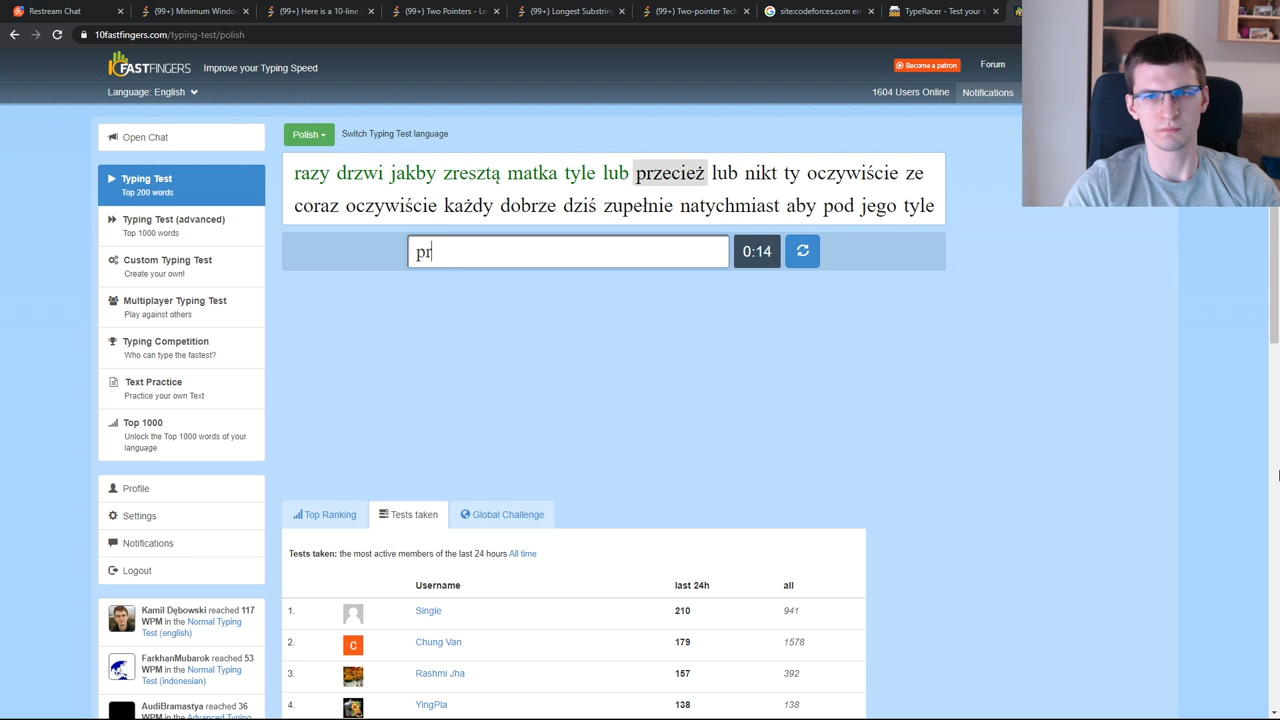 Restream Chat
(99+) Minimum Windo
(99+) Here is a 10-line
(99+) Two Pointers - Le
(99+) Longest Substring
(99+) Two-pointer Tech
site:codeforces.com en
TypeRacer - Test your t
10fastfingers.com/typing-test/polish
10FASTFINGERS
Improve your Typing Speed
Become a patron
Forum
Language: English
1604 Users Online
Notifications
Open Chat
Polish
Switch Typing Test language
razy drzwi jakby zresztą matka tyle lub przecież lub nikt ty oczywiście ze
coraz oczywiście każdy dobrze dziś zupełnie natychmiast aby pod jego tyle
pr
0:14
Typing Test
Top 200 words
Typing Test (advanced)
Top 1000 words
Custom Typing Test
Create your own!
Multiplayer Typing Test
Play against others
Typing Competition
Who can type the fastest?
Text Practice
Practice your own Text
Top 1000
Unlock the Top 1000 words of your
language
Profile
Settings
Notifications
Logout
Kamil Dębowski reached 117
WPM in the Normal Typing
Test (english)
FarkhanMubarok reached 53
WPM in the Normal Typing
Test (indonesian)
AudiBramastya reached 36
WPM in the Advanced Typing
Top Ranking
Tests taken
Global Challenge
Tests taken: the most active members of the last 24 hours All time
Username last 24h all
1. Single 210 941
2. C Chung Van 179 1578
3. Rashmi Jha 157 392
4. YingPla 138 138